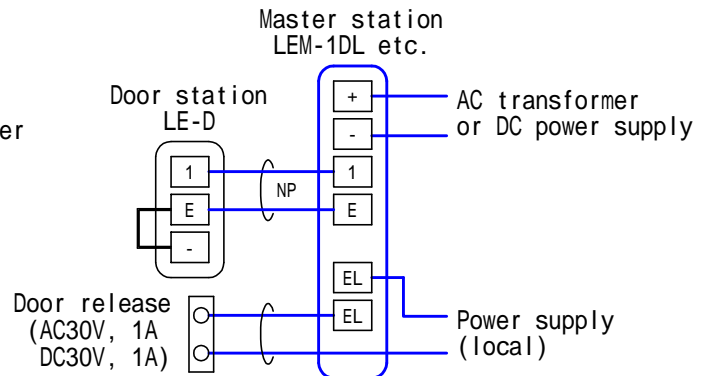 Master station
LEM-1DL etc.
Door station
LE-D
er
+
AC transformer
or DC power supply
-
1
1
NP
E
E
-
EL
EL
Door release
(AC30V, 1A
DC30V, 1A)
Power supply
(local)